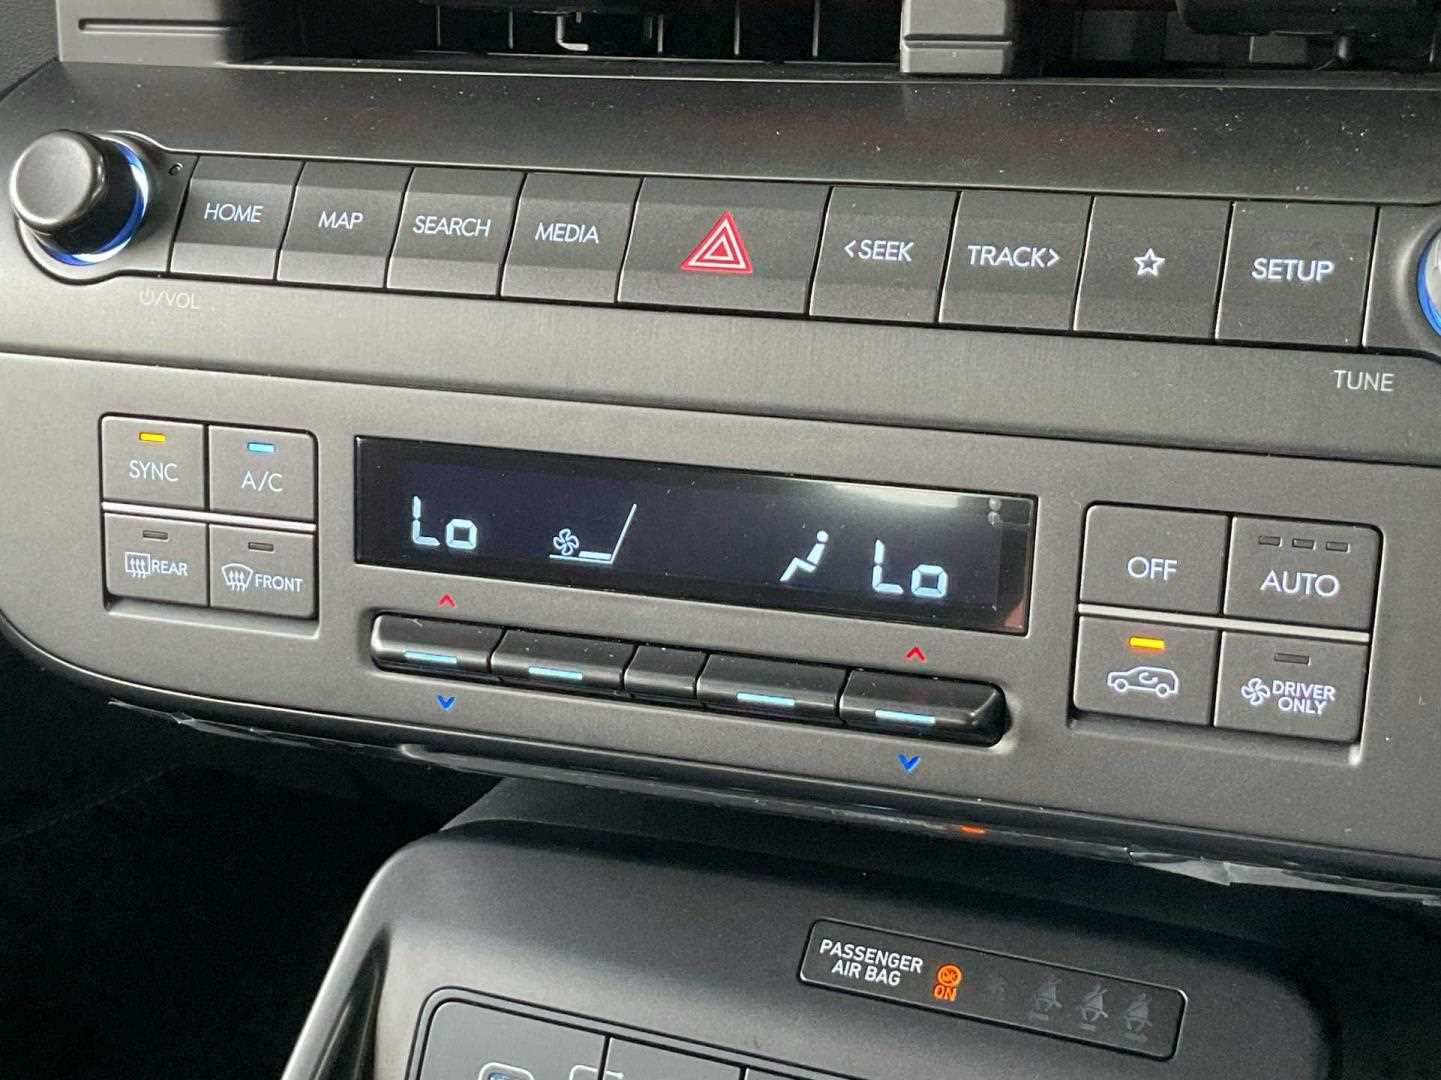 HOME
MAP
SEARCH
MEDIA
<SEEK
TRACK>
SETUP
/VOL
TUNE
SYNC
A/C
REAR
FRONT
Lo
Lo
OFF
AUTO
DRIVER
ONLY
PASSENGER
AIR BAG
ON